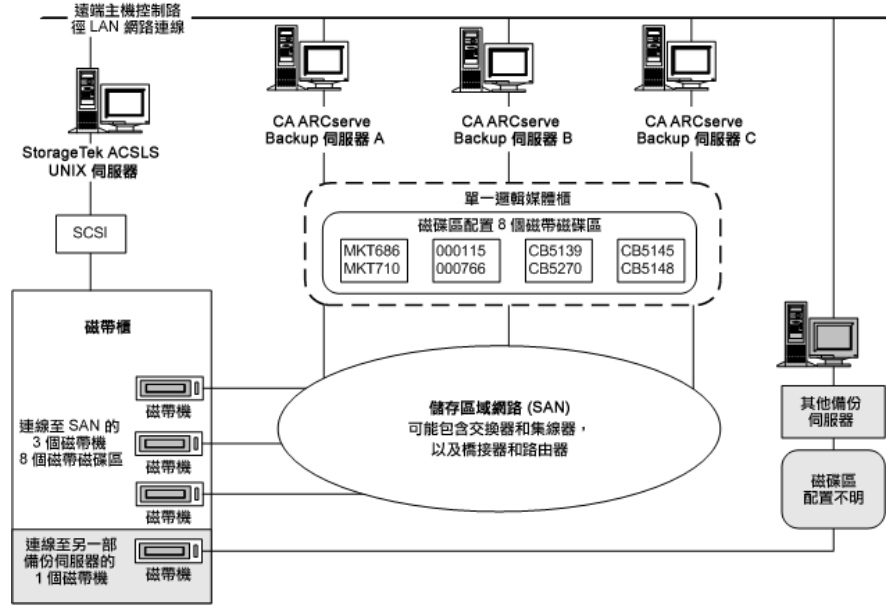 遠端主機控制路
徑 LAN 網路連線
StorageTek ACSLS
UNIX 伺服器
CA ARCserve
Backup 伺服器 A
CA ARCserve
Backup 伺服器 B
CA ARCserve
Backup 伺服器 C
SCSI
單一邏輯媒體櫃
磁碟區配置 8 個磁帶磁碟區
MKT686
MKT710
000115
000766
CB5139
CB5270
CB5145
CB5148
磁帶櫃
連線至 SAN 的
3 個磁帶機
8 個磁帶磁碟區
磁帶機
磁帶機
磁帶機
連線至另一部
備份伺服器的
1 個磁帶機
磁帶機
儲存區域網路 (SAN)
可能包含交換器和集線器，
以及橋接器和路由器
其他備份
伺服器
磁碟區
配置不明